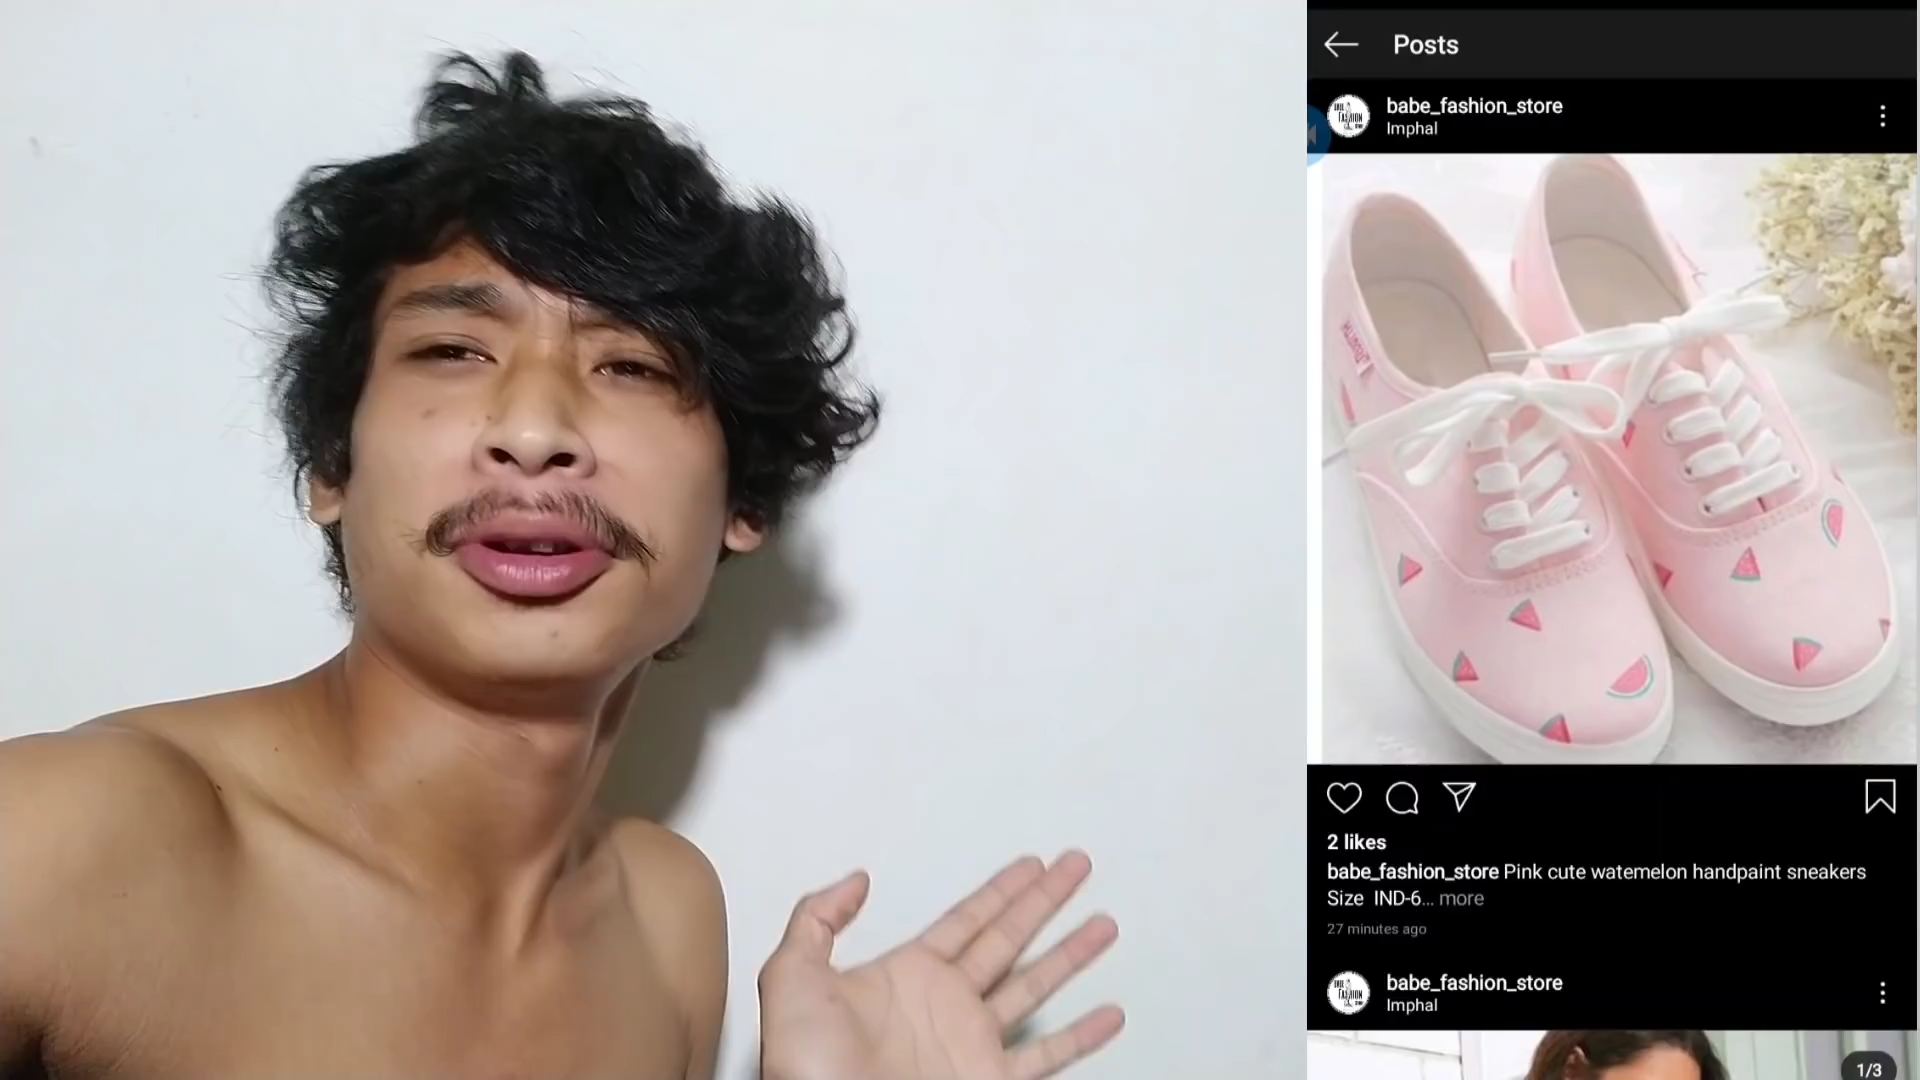 Posts
babe_fashion_store
Imphal
2 likes
babe_fashion_store Pink cute watemelon handpaint sneakers
Size IND-6... more
27 minutes ago
babe_fashion_store
Imphal
1/3